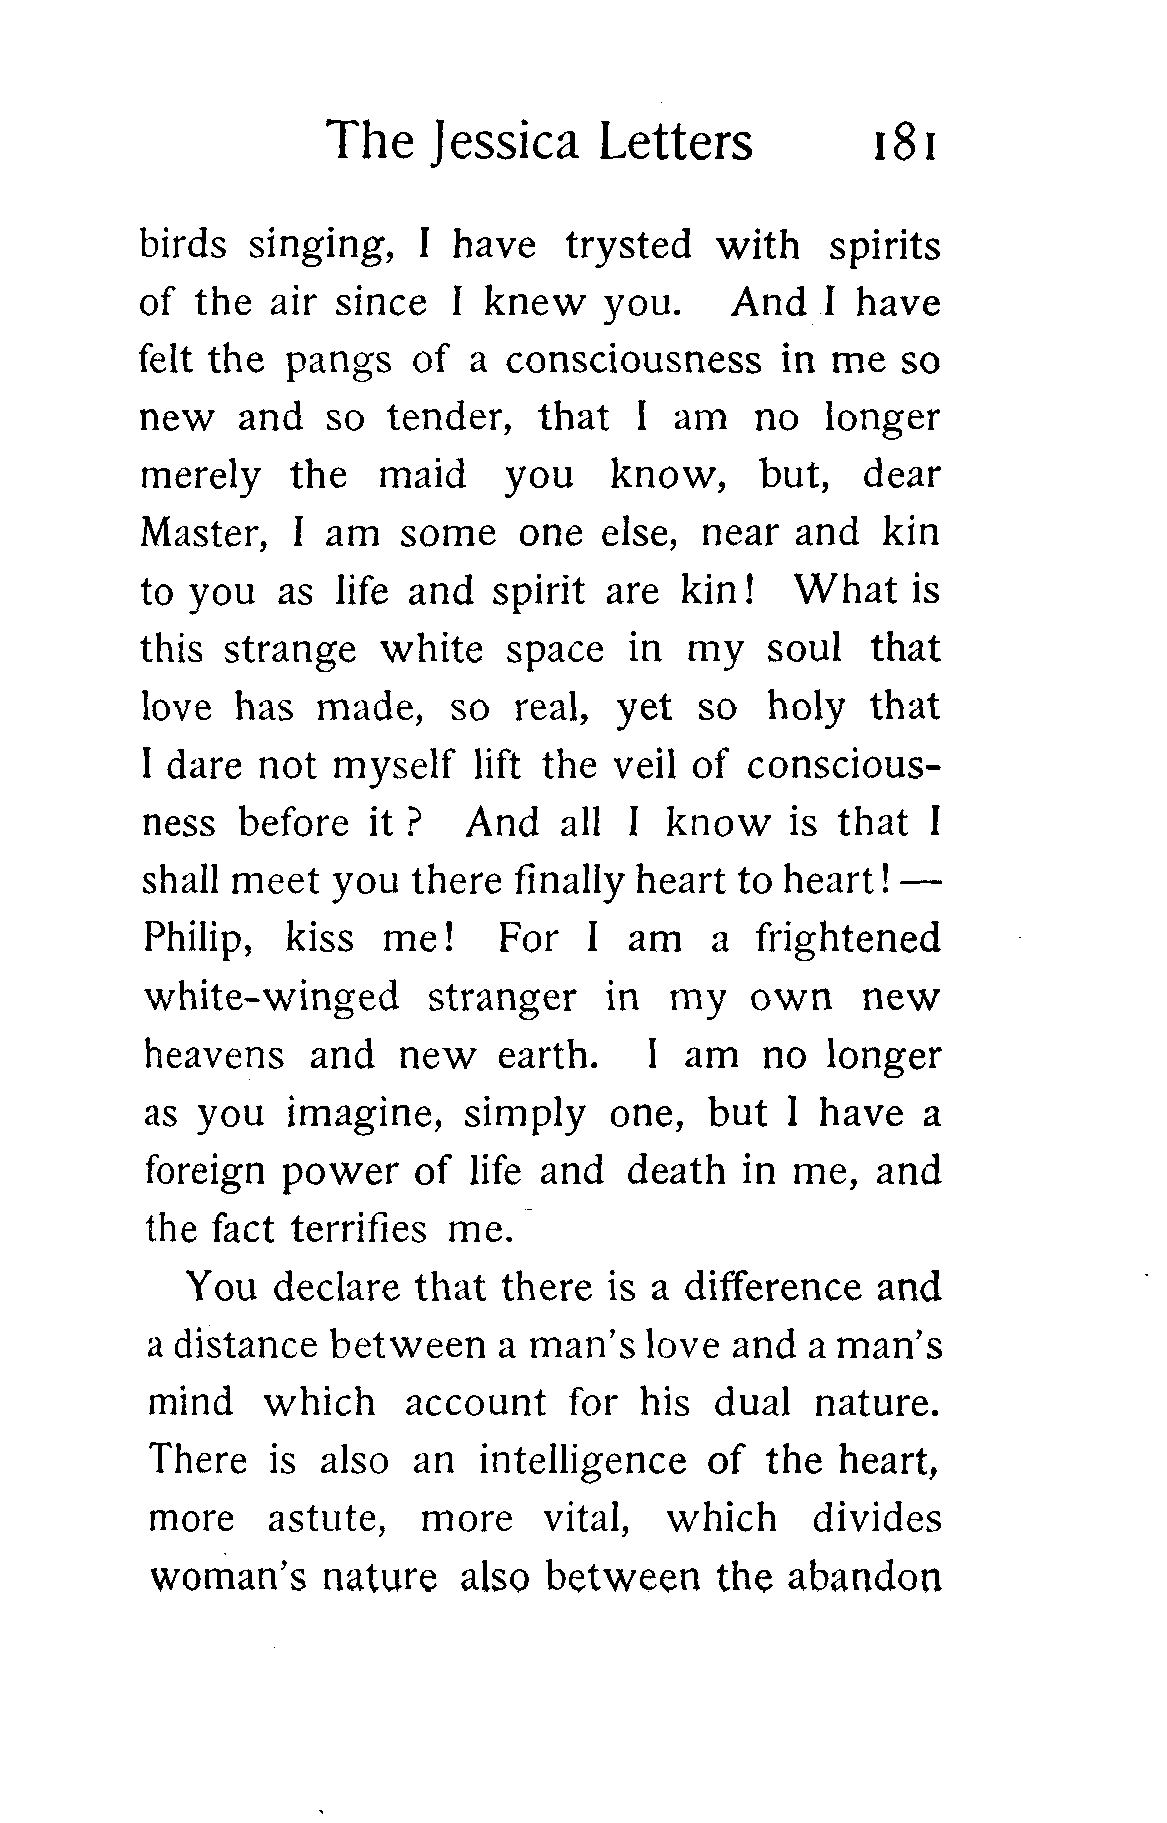 The Jessica Letters 181
birds singing, I have trysted with spirits
of the air since I knew you. And I have
felt the pangs of a consciousness in me so
new and so tender, that I am no longer
merely the maid you know, but, dear
Master, I am some one else, near and kin
to you as life and spirit are kin! What is
this strange white space in my soul that
love has made, so real, yet so holy that
I dare not myself lift the veil of conscious-
ness before it? And all I know is that I
shall meet you there finally heart to heart!—
Philip, kiss me! For I am a frightened
white-winged stranger in my own new
heavens and new earth. I am no longer
as you imagine, simply one, but I have a
foreign power of life and death in me, and
the fact terrifies me.
You declare that there is a difference and
a distance between a man's love and a man's
mind which account for his dual nature.
There is also an intelligence of the heart,
more astute, more vital, which divides
woman's nature also between the abandon